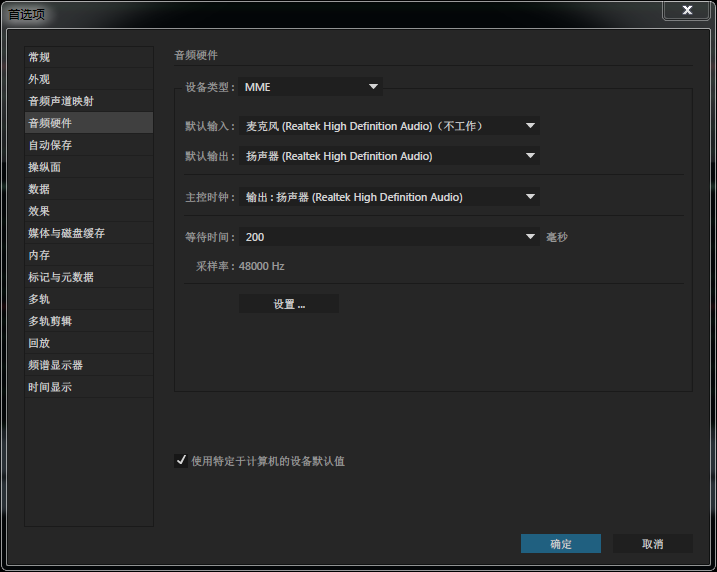 首选项
常规
外观
音频声道映射
音频硬件
自动保存
操纵面
数据
效果
媒体与磁盘缓存
内存
标记与元数据
多轨
多轨剪辑
回放
频谱显示器
时间显示
音频硬件
设备类型: MME
默认输入: 麦克风 (Realtek High Definition Audio)（不工作）
默认输出: 扬声器 (Realtek High Definition Audio)
主控时钟: 输出:扬声器 (Realtek High Definition Audio)
等待时间: 200 毫秒
采样率: 48000 Hz
设置 ...
使用特定于计算机的设备默认值
确定 取消